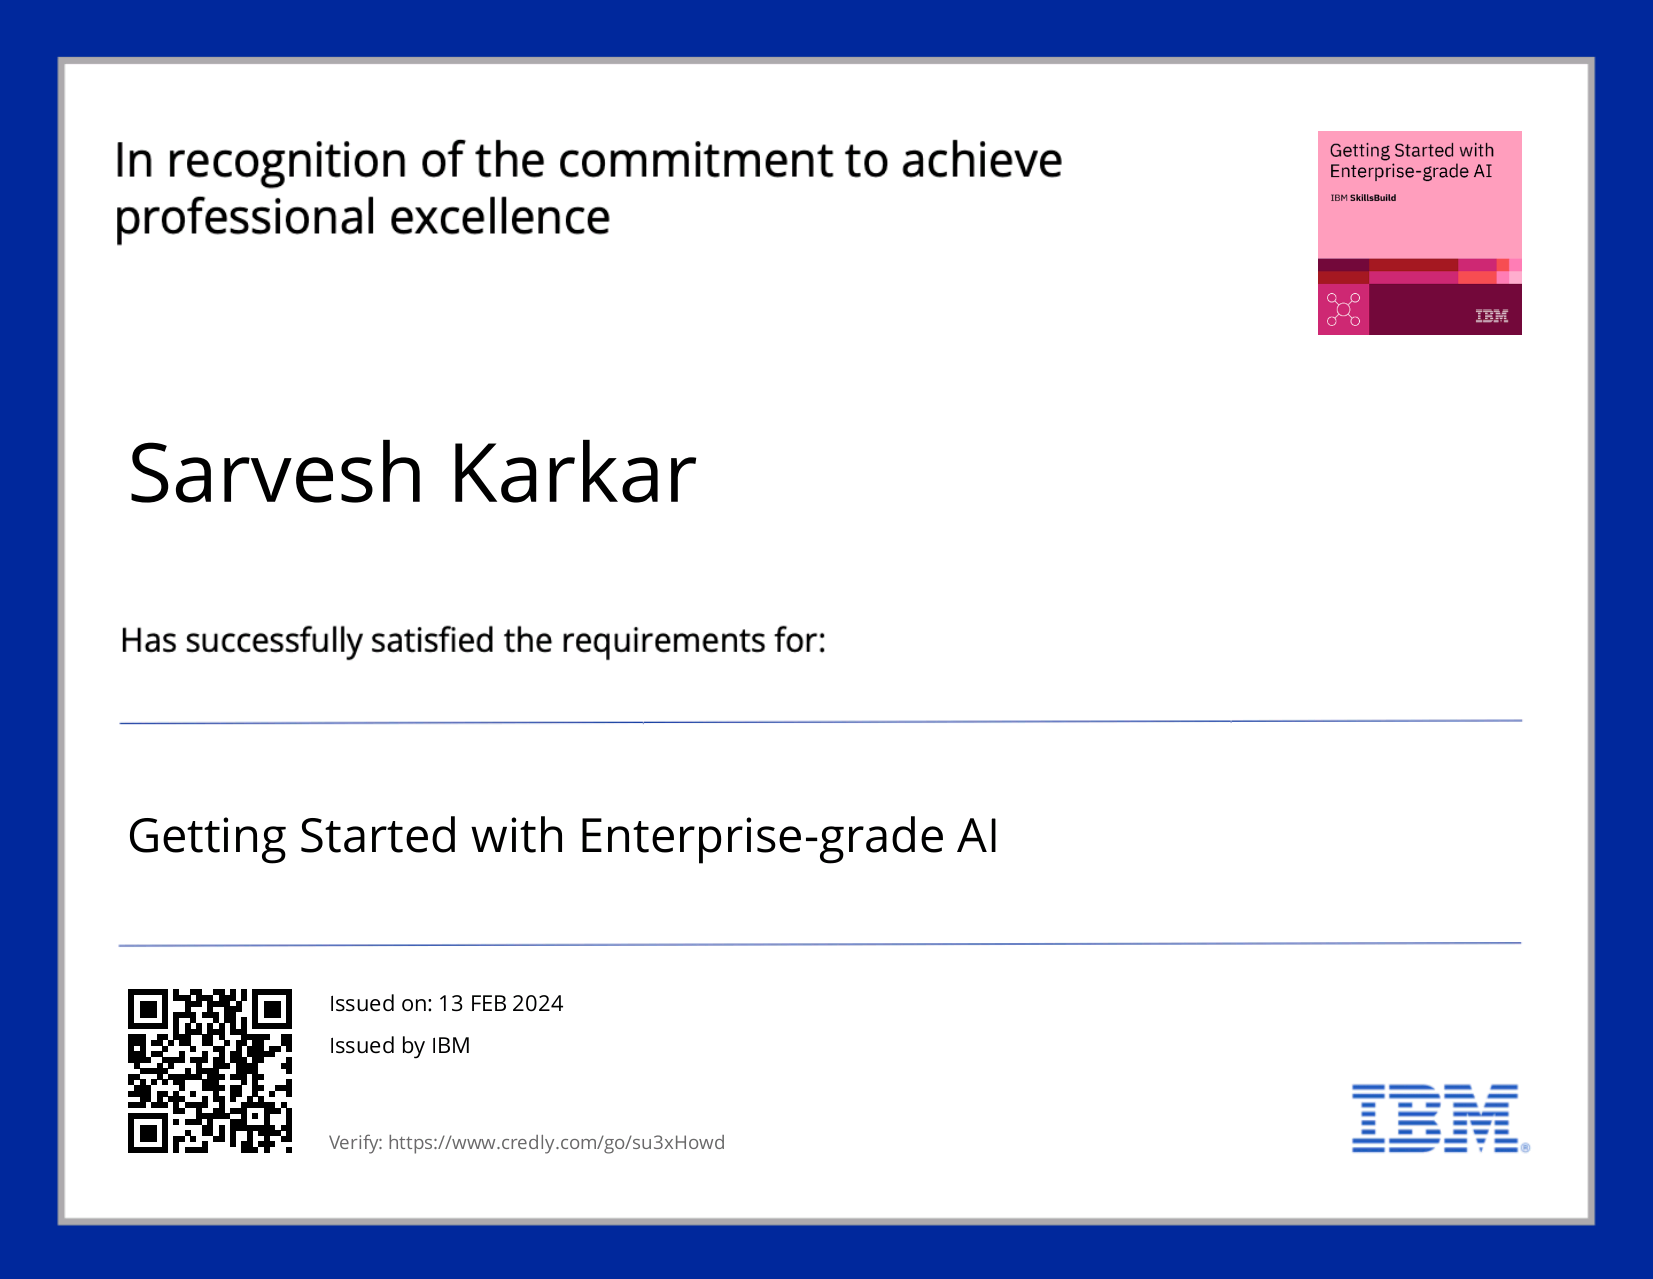 In recognition of the commitment to achieve
professional excellence
Getting Started with
Enterprise-grade AI
IBM SkillsBuild
IBM
Sarvesh Karkar
Has successfully satisfied the requirements for:
Getting Started with Enterprise-grade AI
Issued on: 13 FEB 2024
Issued by IBM
Verify: https://www.credly.com/go/su3xHowd
IBM®